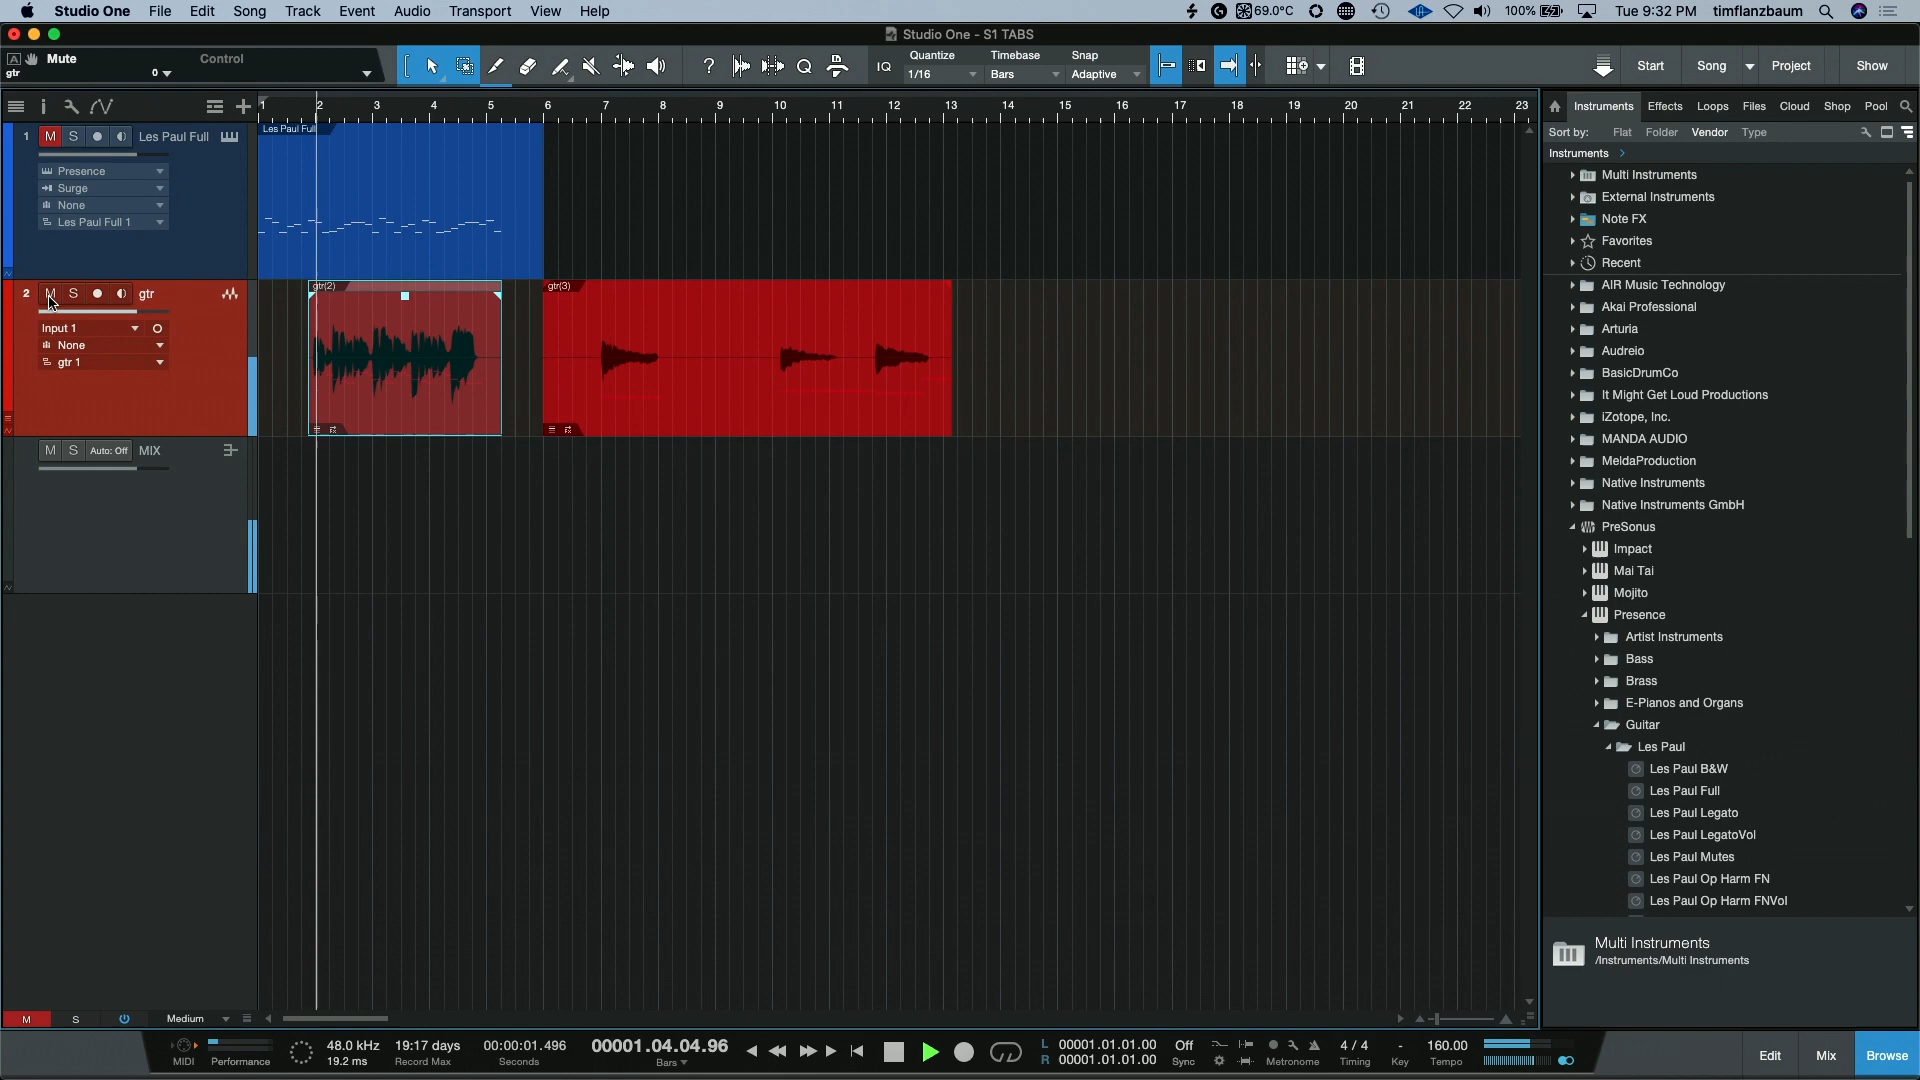 Studio One File Edit Song Track Event Audio Transport View Help 69.0°C 100% Tue 9:32 PM timflanzbaum
Studio One - S1 TABS
A Mute Control
gtr 0
IQ Quantize Timebase Snap
1/16 Bars Adaptive
Start Song Project Show
1 2 3 4 5 6 7 8 9 10 11 12 13 14 15 16 17 18 19 20 21 22 23
1 M S Les Paul Full
Presence
Surge
None
Les Paul Full 1
Les Paul Full
2 M S gtr
Input 1
None
gtr 1
gtr(2)
gtr(3)
M S Auto: Off MIX
Instruments Effects Loops Files Cloud Shop Pool
Sort by: Flat Folder Vendor Type
Instruments
Multi Instruments
External Instruments
Note FX
Favorites
Recent
AIR Music Technology
Akai Professional
Arturia
Audreio
BasicDrumCo
It Might Get Loud Productions
iZotope, Inc.
MANDA AUDIO
MeldaProduction
Native Instruments
Native Instruments GmbH
PreSonus
Impact
Mai Tai
Mojito
Presence
Artist Instruments
Bass
Brass
E-Pianos and Organs
Guitar
Les Paul
Les Paul B&W
Les Paul Full
Les Paul Legato
Les Paul LegatoVol
Les Paul Mutes
Les Paul Op Harm FN
Les Paul Op Harm FNVol
Multi Instruments
/Instruments/Multi Instruments
M S Medium
MIDI Performance
48.0 kHz
19.2 ms
19:17 days
Record Max
00:00:01.496
Seconds
00001.04.04.96
Bars
L 00001.01.01.00
R 00001.01.01.00
Off
Sync
Metronome
4 / 4
Timing
-
Key
160.00
Tempo
Edit Mix Browse